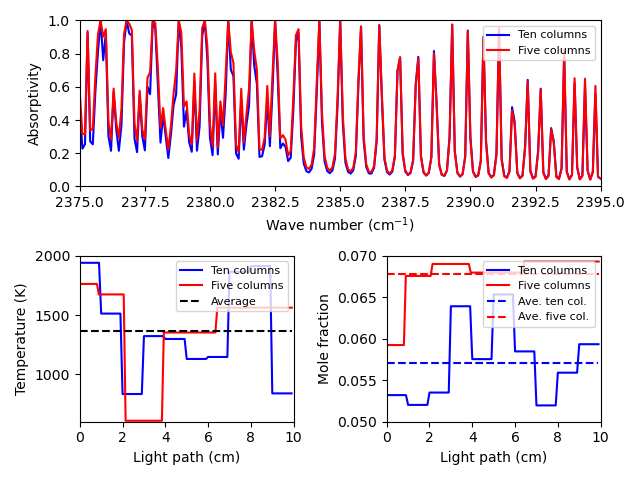 1.0
0.8
0.6
0.4
0.2
0.0
Absorptivity
Ten columns
Five columns
2375.0 2377.5 2380.0 2382.5 2385.0 2387.5 2390.0 2392.5 2395.0
Wave number (cm⁻¹)
2000
1500
1000
Temperature (K)
Ten columns
Five columns
Average
0 2 4 6 8 10
Light path (cm)
0.070
0.065
0.060
0.055
0.050
Mole fraction
Ten columns
Five columns
Ave. ten col.
Ave. five col.
0 2 4 6 8 10
Light path (cm)